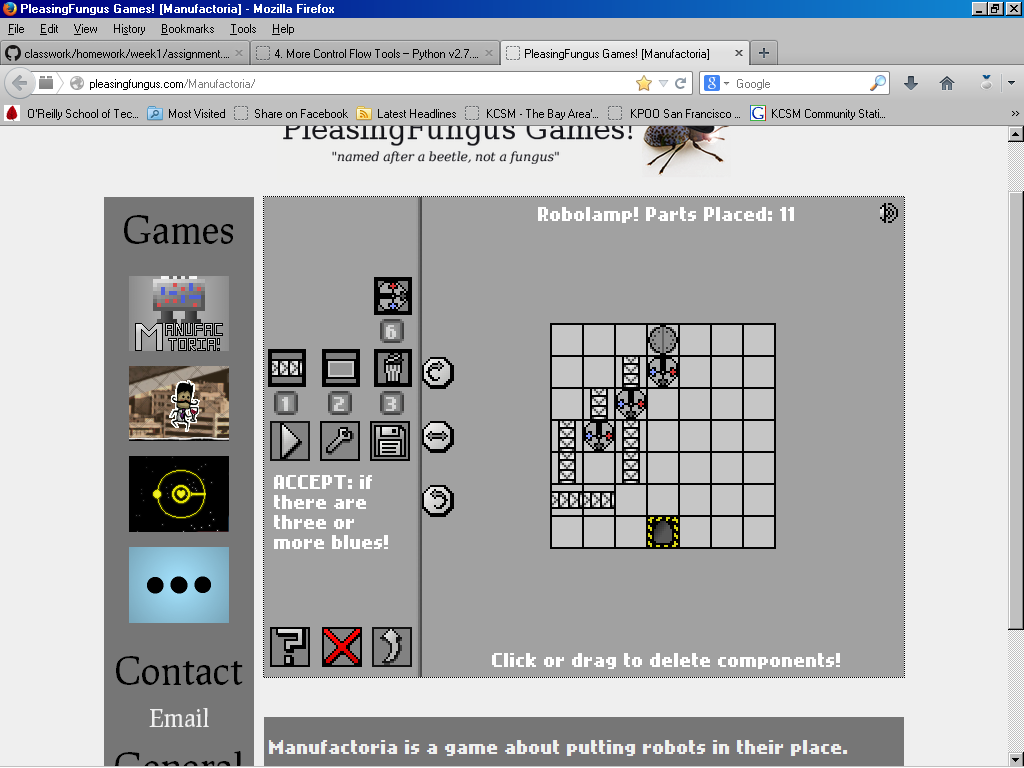 PleasingFungus Games! [Manufactoria] - Mozilla Firefox
File Edit View History Bookmarks Tools Help
classwork/homework/week1/assignment.... 4. More Control Flow Tools — Python v2.7.... PleasingFungus Games! [Manufactoria]
pleasingfungus.com/Manufactoria/ Google
O'Reilly School of Tec... Most Visited Share on Facebook Latest Headlines KCSM - The Bay Area'... KPOO San Francisco ... KCSM Community Stati...
PleasingFungus Games!
"named after a beetle, not a fungus"
Games
MANUFACTORIA!
Contact
Email
General
Robolamp! Parts Placed: 11
6
1 2 3
ACCEPT: if
there are
three or
more blues!
Click or drag to delete components!
Manufactoria is a game about putting robots in their place.